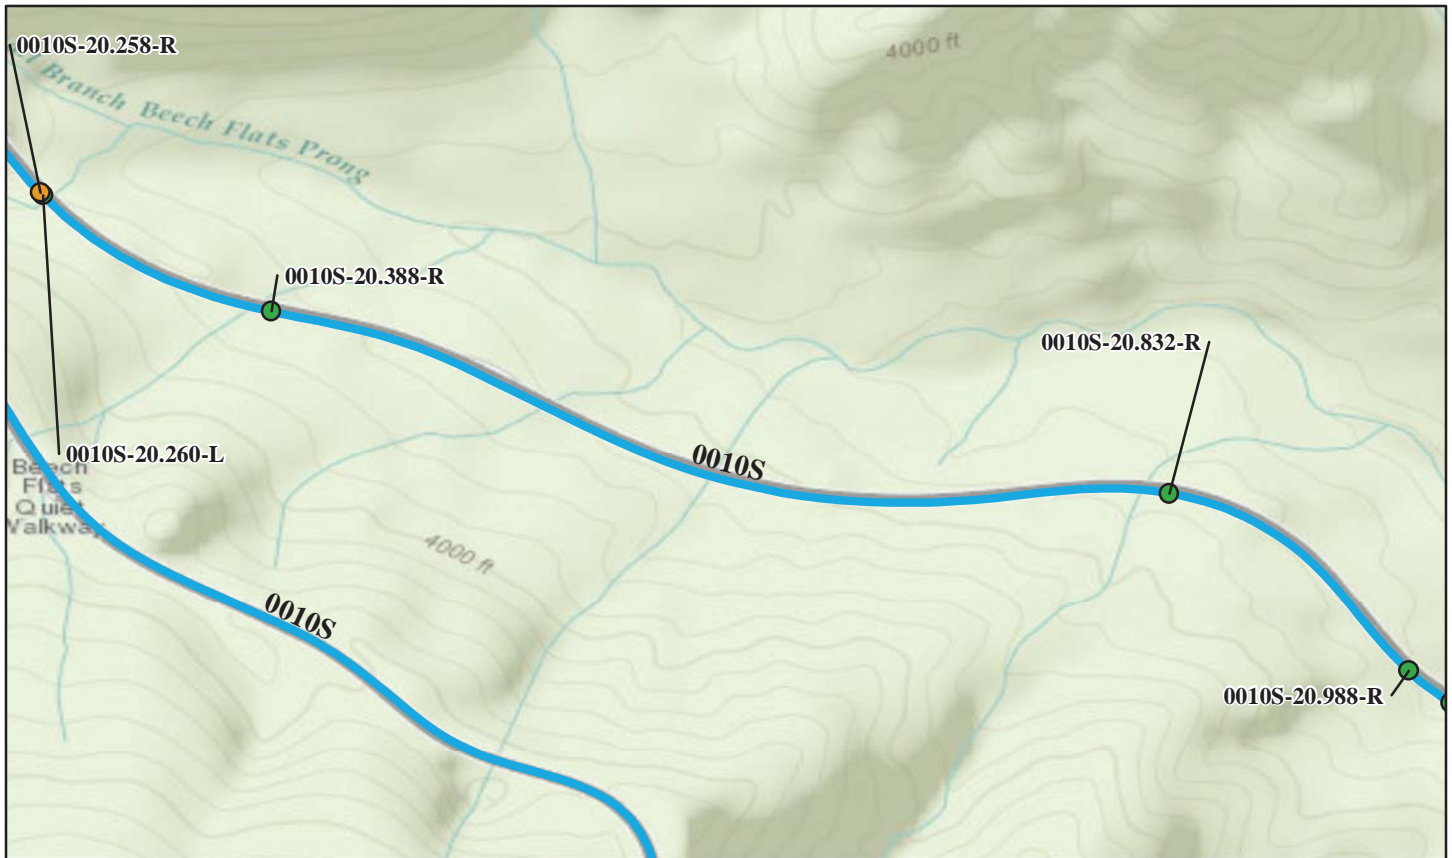 0010S-20.258-R
4000 ft
Branch Beech Flats Prong
0010S-20.388-R
0010S-20.832-R
0010S-20.260-L
0010S
Beech
Flats
Quiet
Walkway
4000 ft
0010S
0010S-20.988-R